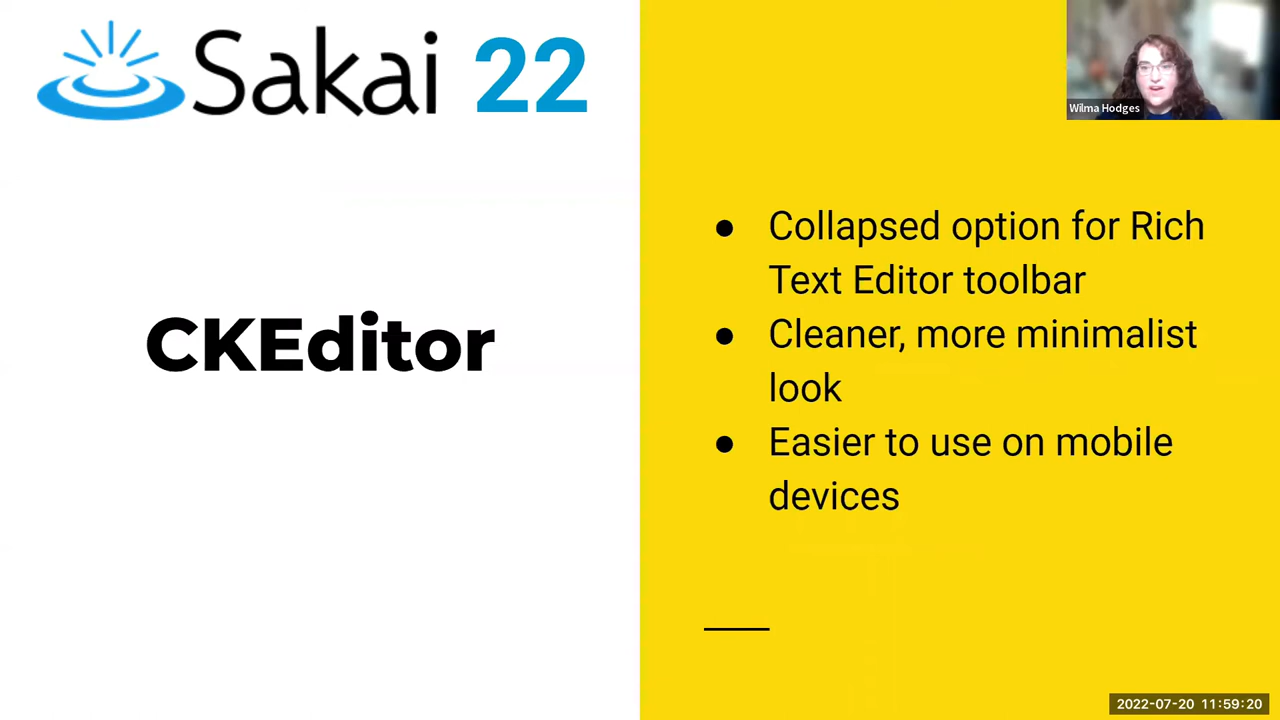 Sakai 22
Wilma Hodges
CKEditor
● Collapsed option for Rich
Text Editor toolbar
● Cleaner, more minimalist
look
● Easier to use on mobile
devices
2022-07-20 11:59:20